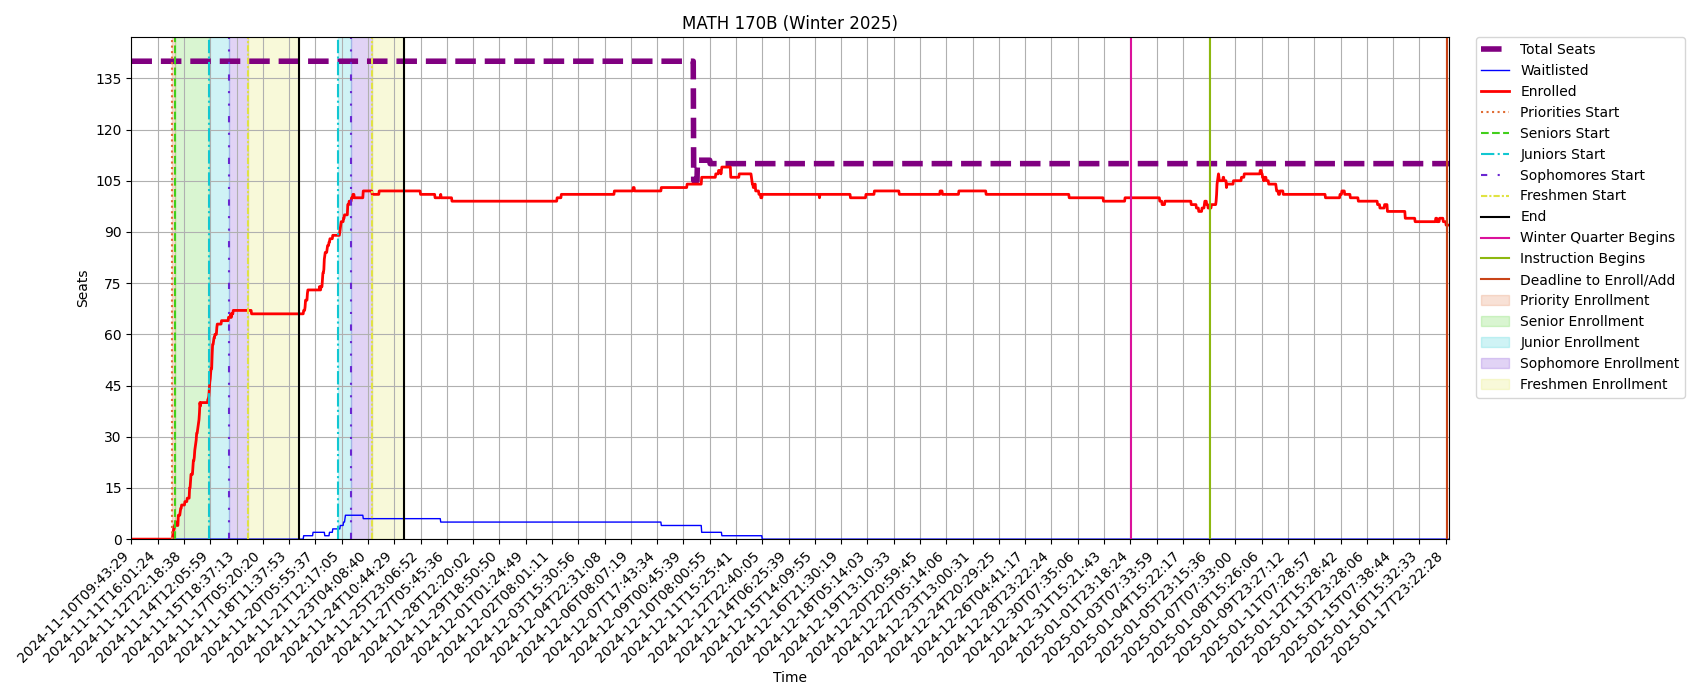 MATH 170B (Winter 2025)
Seats
135
120
105
90
75
60
45
30
15
0
2024-11-10T09:43:29
2024-11-11T16:01:24
2024-11-12T22:18:38
2024-11-14T12:05:59
2024-11-15T18:37:13
2024-11-17T05:20:20
2024-11-18T11:37:53
2024-11-20T05:55:37
2024-11-21T12:17:05
2024-11-23T04:08:40
2024-11-24T10:44:29
2024-11-25T23:06:52
2024-11-27T05:45:36
2024-11-28T12:20:02
2024-11-29T18:50:50
2024-12-01T01:24:49
2024-12-02T08:01:11
2024-12-03T15:30:56
2024-12-04T22:31:08
2024-12-06T08:07:19
2024-12-07T17:43:34
2024-12-09T00:45:39
2024-12-10T08:00:55
2024-12-11T15:25:41
2024-12-12T22:40:05
2024-12-14T06:25:39
2024-12-15T14:09:55
2024-12-16T21:30:19
2024-12-18T05:14:03
2024-12-19T13:10:33
2024-12-20T20:59:45
2024-12-22T05:14:06
2024-12-23T13:00:31
2024-12-24T20:29:25
2024-12-26T04:41:17
2024-12-28T23:22:24
2024-12-30T07:35:06
2024-12-31T15:21:43
2025-01-01T23:18:24
2025-01-03T07:33:59
2025-01-04T15:22:17
2025-01-05T23:15:36
2025-01-07T07:33:00
2025-01-08T15:26:06
2025-01-09T23:27:12
2025-01-11T07:28:57
2025-01-12T15:28:42
2025-01-13T23:28:06
2025-01-15T07:38:44
2025-01-16T15:32:33
2025-01-17T23:22:28
Time
Total Seats
Waitlisted
Enrolled
Priorities Start
Seniors Start
Juniors Start
Sophomores Start
Freshmen Start
End
Winter Quarter Begins
Instruction Begins
Deadline to Enroll/Add
Priority Enrollment
Senior Enrollment
Junior Enrollment
Sophomore Enrollment
Freshmen Enrollment